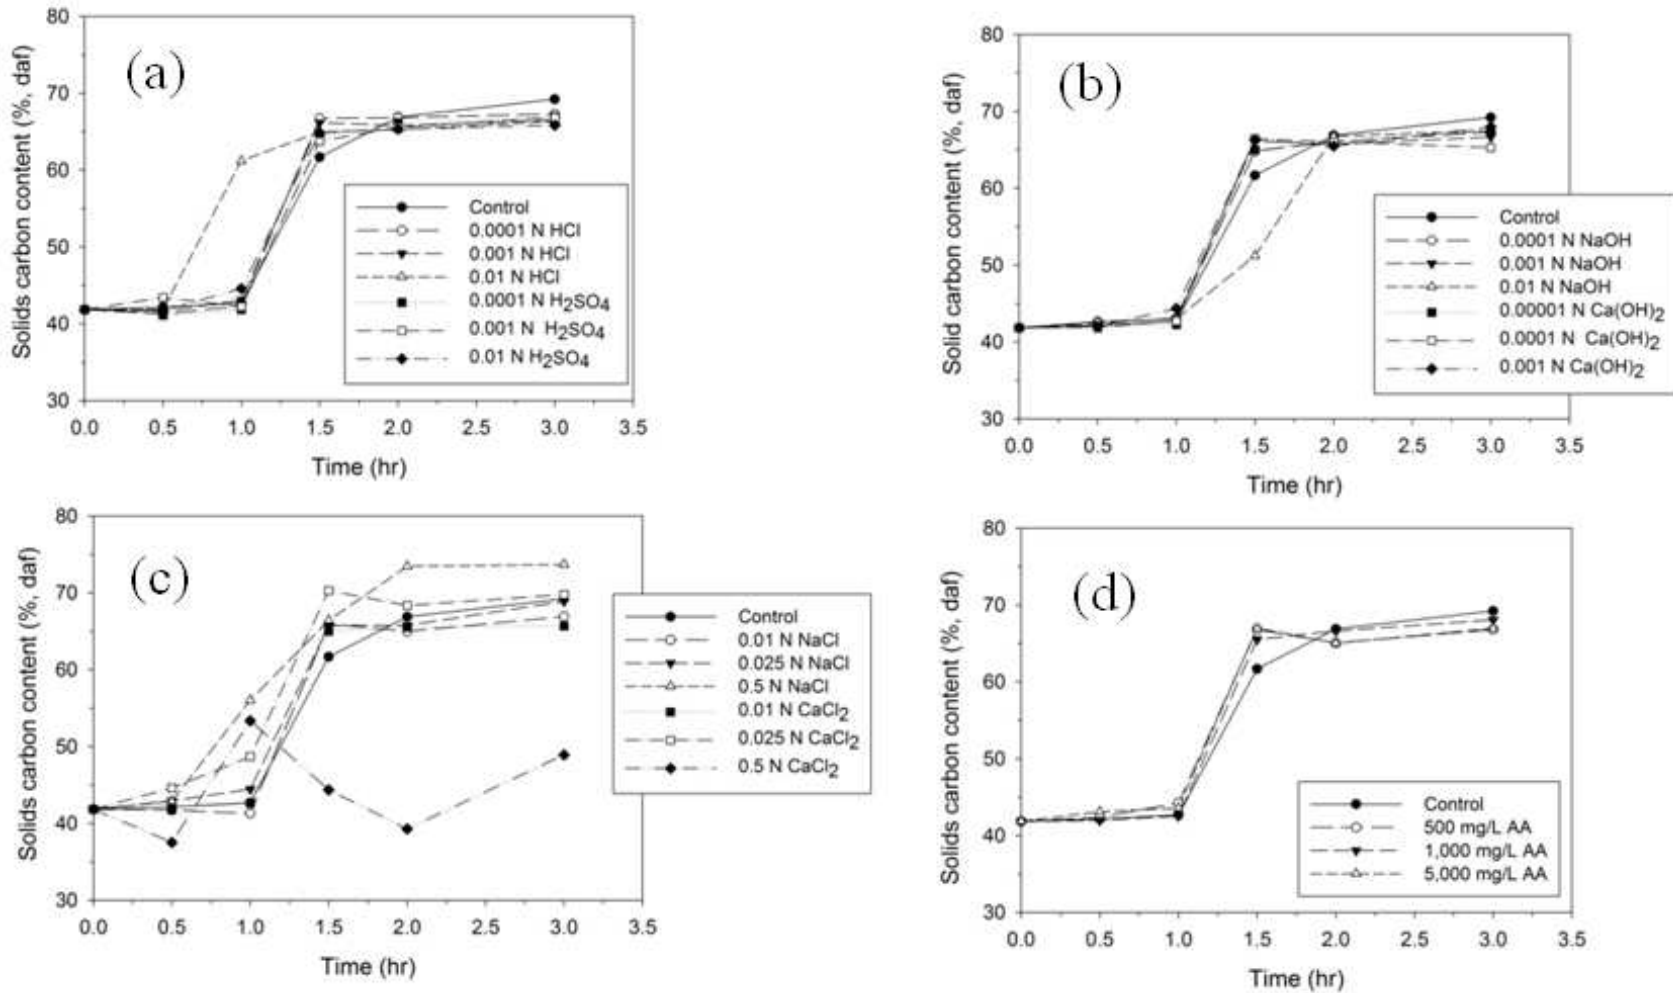 (a)
Solids carbon content (%, daf)
80
70
60
50
40
30
0.0 0.5 1.0 1.5 2.0 2.5 3.0 3.5
Time (hr)
Control
0.0001 N HCl
0.001 N HCl
0.01 N HCl
0.0001 N H2SO4
0.001 N H2SO4
0.01 N H2SO4
(b)
Solid carbon content (%, daf)
80
70
60
50
40
30
0.0 0.5 1.0 1.5 2.0 2.5 3.0 3.5
Time (hr)
Control
0.0001 N NaOH
0.001 N NaOH
0.01 N NaOH
0.00001 N Ca(OH)2
0.0001 N Ca(OH)2
0.001 N Ca(OH)2
(c)
Solids carbon content (%, daf)
80
70
60
50
40
30
0.0 0.5 1.0 1.5 2.0 2.5 3.0 3.5
Time (hr)
Control
0.01 N NaCl
0.025 N NaCl
0.5 N NaCl
0.01 N CaCl2
0.025 N CaCl2
0.5 N CaCl2
(d)
Solids carbon content (%, daf)
80
70
60
50
40
30
0.0 0.5 1.0 1.5 2.0 2.5 3.0 3.5
Time (hr)
Control
500 mg/L AA
1,000 mg/L AA
5,000 mg/L AA